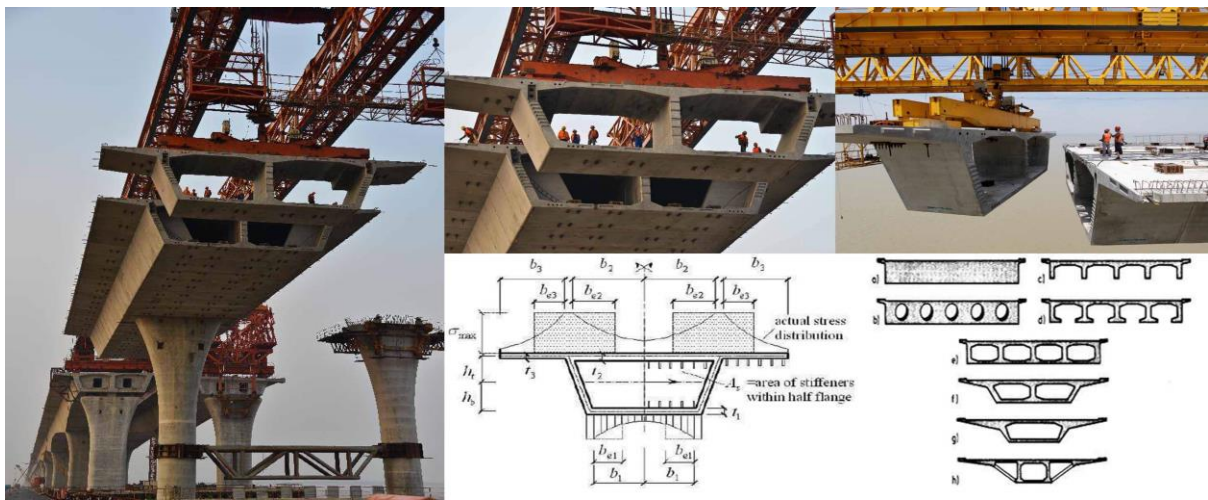 b₃ b₂ b₂ b₃
bₑ₃ bₑ₂ bₑ₂ bₑ₃
σmax
actual stress
distribution
hₜ
t₃ t₂
Aₛ =area of stiffeners
within half flange
h_b
t₁
bₑ₁ bₑ₁
b₁ b₁
a)
b)
c)
d)
e)
f)
g)
h)